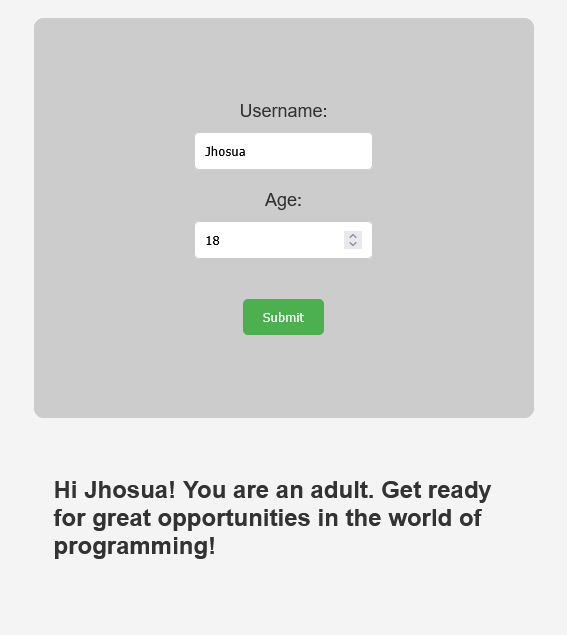 Username:
Jhosua
Age:
18
Submit
Hi Jhosua! You are an adult. Get ready
for great opportunities in the world of
programming!